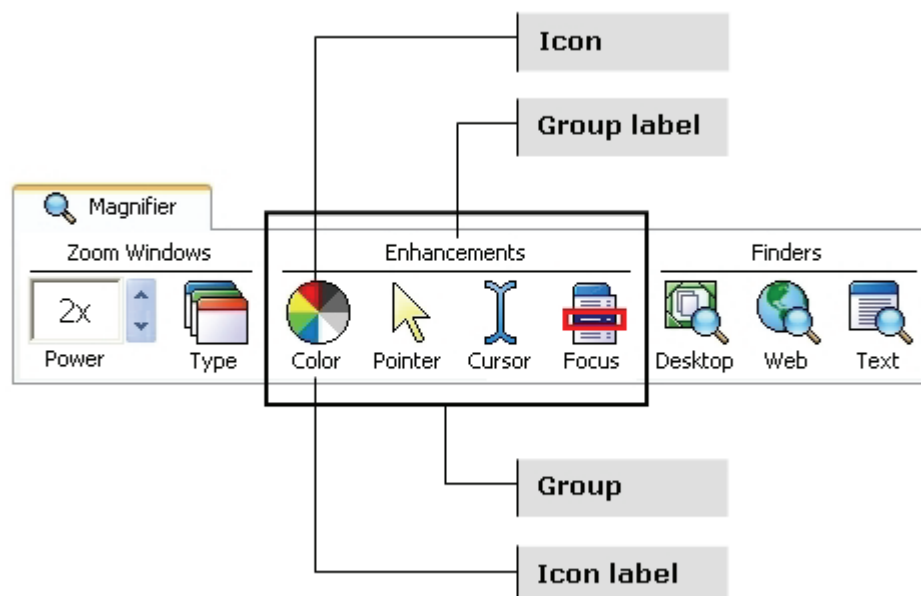 Icon
Group label
Magnifier
Zoom Windows Enhancements Finders
2x
Power Type Color Pointer Cursor Focus Desktop Web Text
Group
Icon label